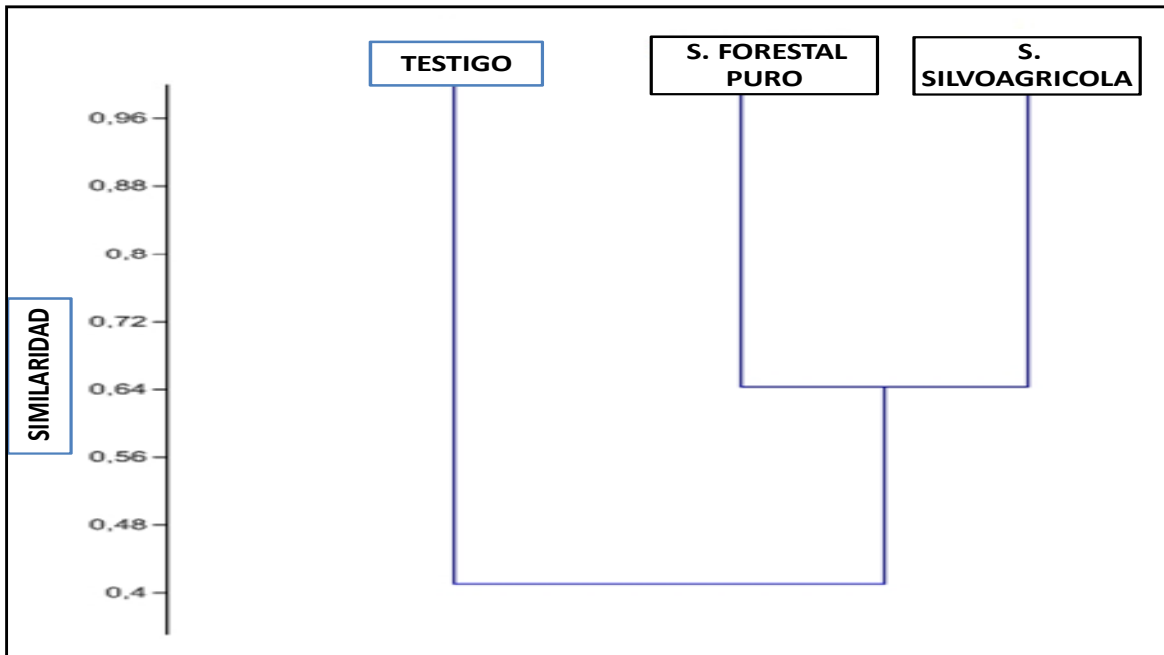 TESTIGO
S. FORESTAL
PURO
S.
SILVOAGRICOLA
0,96
0,88
0,8
0,72
0,64
0,56
0,48
0,4
SIMILARIDAD